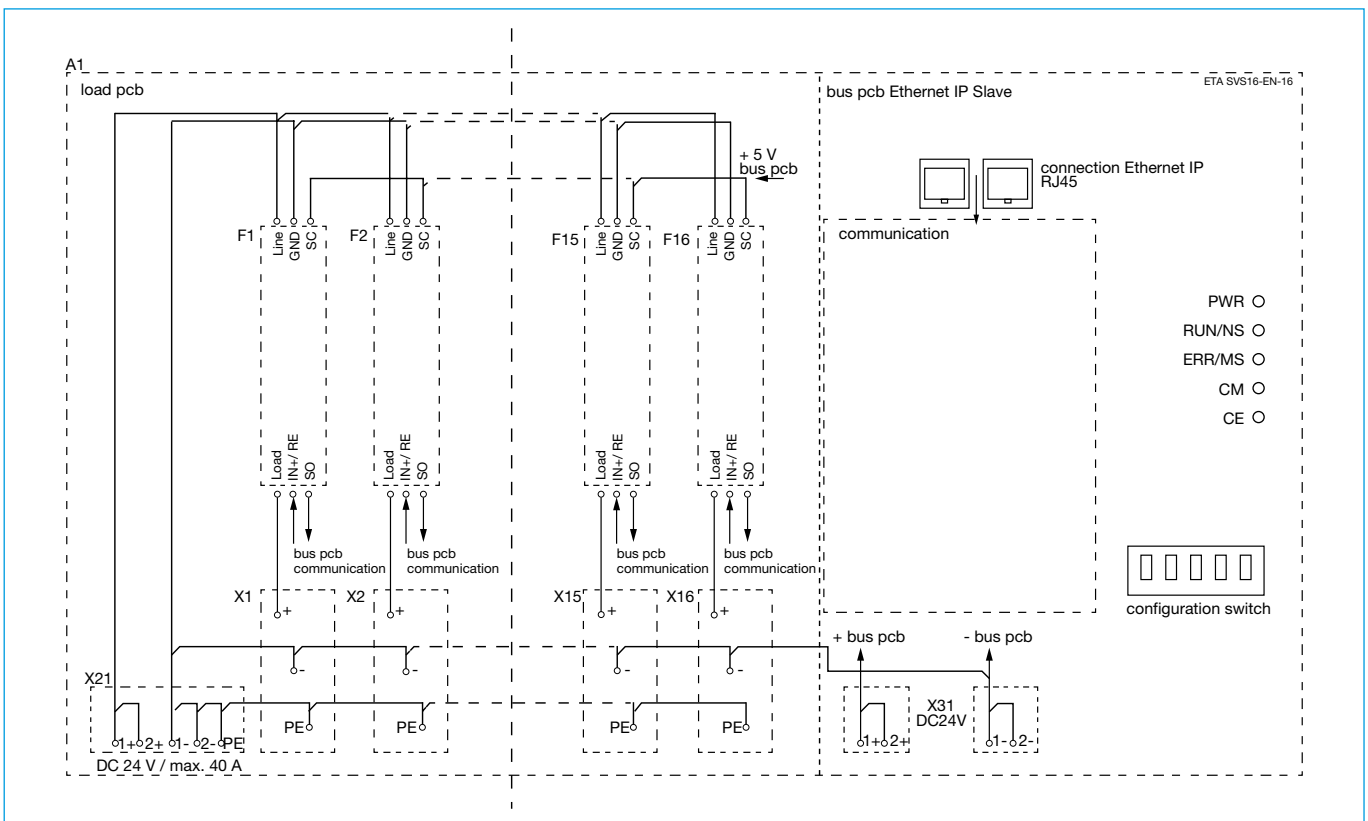 A1
load pcb
bus pcb Ethernet IP Slave
ETA SVS16-EN-16
+ 5 V
bus pcb
connection Ethernet IP
RJ45
F1
Line
GND
SC
F2
Line
GND
SC
F15
Line
GND
SC
F16
Line
GND
SC
communication
PWR
RUN/NS
ERR/MS
CM
CE
Load
IN+/ RE
SO
Load
IN+/ RE
SO
Load
IN+/ RE
SO
Load
IN+/ RE
SO
bus pcb
communication
bus pcb
communication
bus pcb
communication
bus pcb
communication
X1
+
-
PE
X2
+
-
PE
X15
+
-
PE
X16
+
-
PE
configuration switch
+ bus pcb
- bus pcb
X21
1+ 2+ 1- 2- PE
DC 24 V / max. 40 A
X31
DC24V
1+ 2+
1- 2-